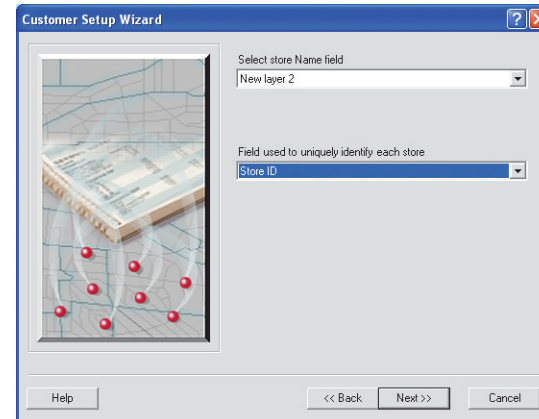 Customer Setup Wizard
Select store Name field
New layer 2
Field used to uniquely identify each store
Store ID
Help
<< Back
Next >>
Cancel